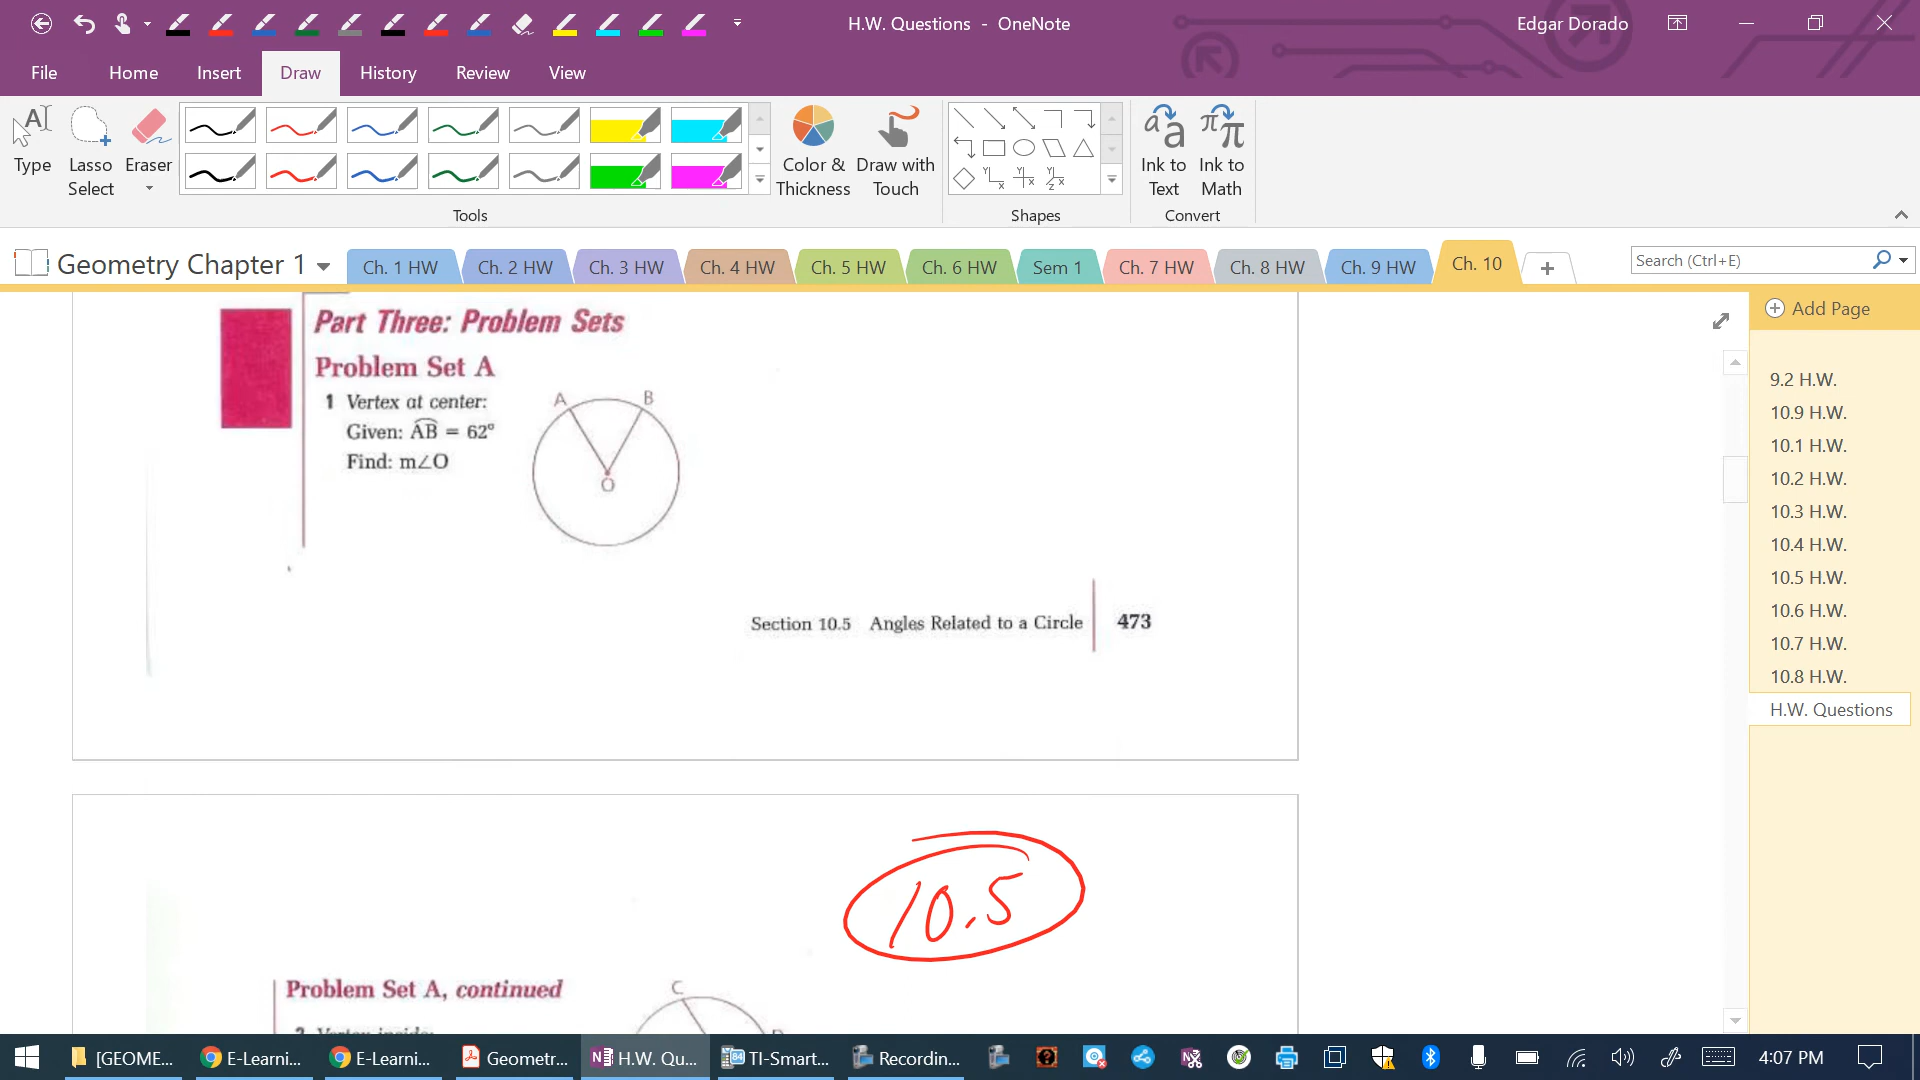 H.W. Questions - OneNote
Edgar Dorado
File Home Insert Draw History Review View
Type
Lasso Select
Eraser
Color & Thickness
Draw with Touch
Ink to Text
Ink to Math
Tools
Shapes
Convert
Geometry Chapter 1
Ch. 1 HW
Ch. 2 HW
Ch. 3 HW
Ch. 4 HW
Ch. 5 HW
Ch. 6 HW
Sem 1
Ch. 7 HW
Ch. 8 HW
Ch. 9 HW
Ch. 10
Search (Ctrl+E)
Add Page
9.2 H.W.
10.9 H.W.
10.1 H.W.
10.2 H.W.
10.3 H.W.
10.4 H.W.
10.5 H.W.
10.6 H.W.
10.7 H.W.
10.8 H.W.
H.W. Questions
Part Three: Problem Sets
Problem Set A
1 Vertex at center:
Given: AB = 62°
Find: m∠O
A
B
O
Section 10.5 Angles Related to a Circle 473
10.5
Problem Set A, continued
C
[GEOME...
E-Learni...
E-Learni...
Geometr...
H.W. Qu...
TI-Smart...
Recordin...
4:07 PM